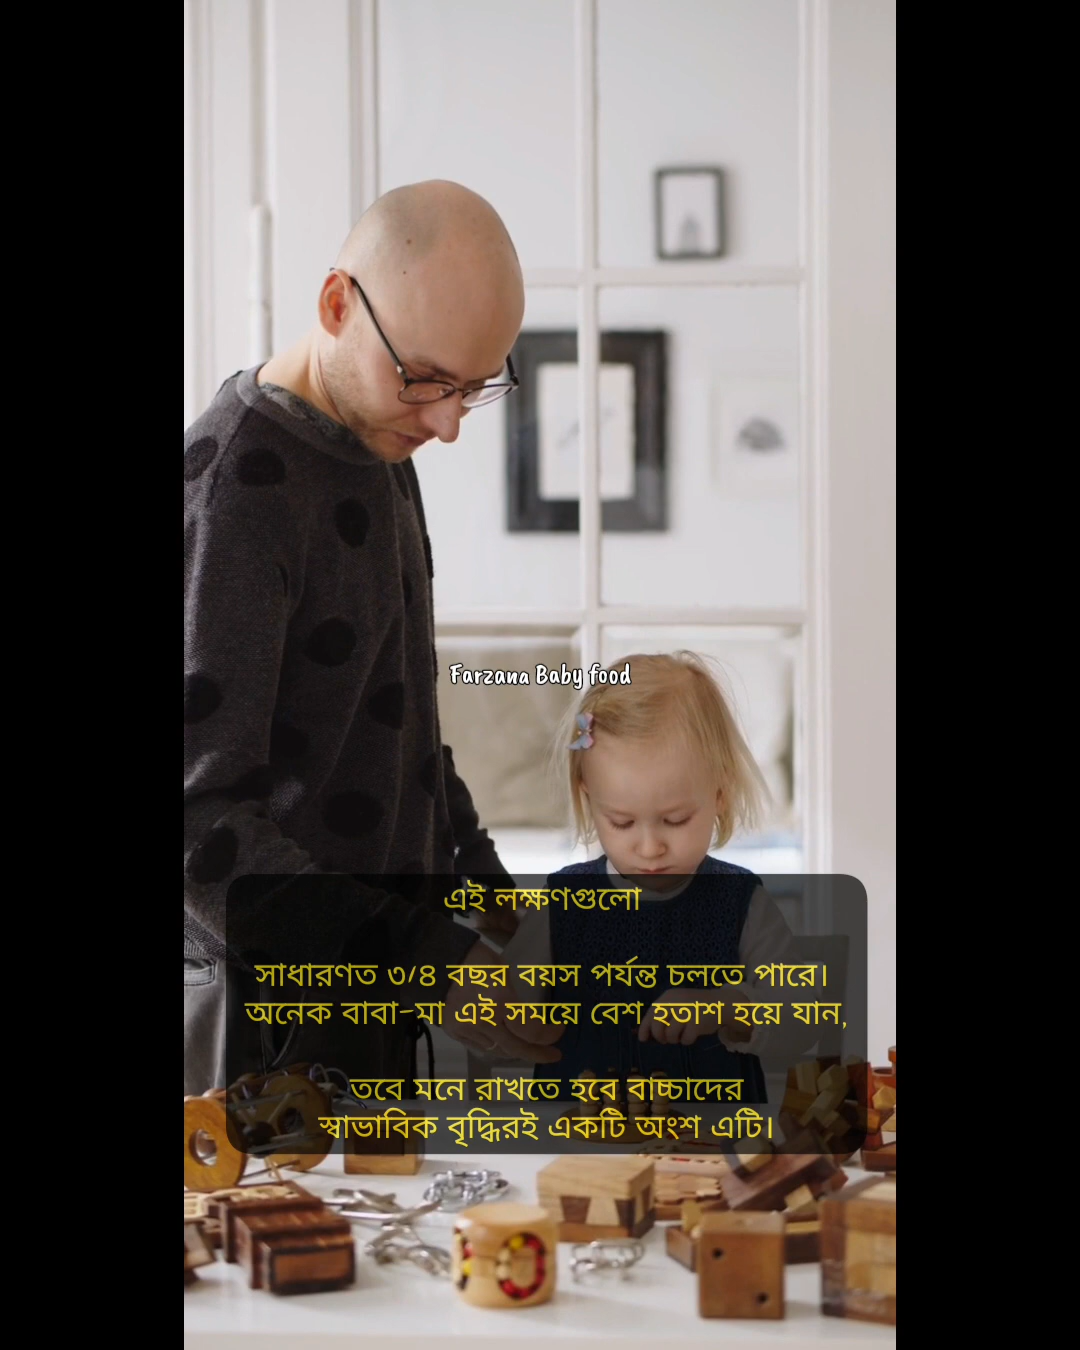 Farzana Baby food
এই লক্ষণগুলো
সাধারণত ৩/৪ বছর বয়স পর্যন্ত চলতে পারে।
অনেক বাবা-মা এই সময়ে বেশ হতাশ হয়ে যান,
তবে মনে রাখতে হবে বাচ্চাদের
স্বাভাবিক বৃদ্ধিরই একটি অংশ এটি।